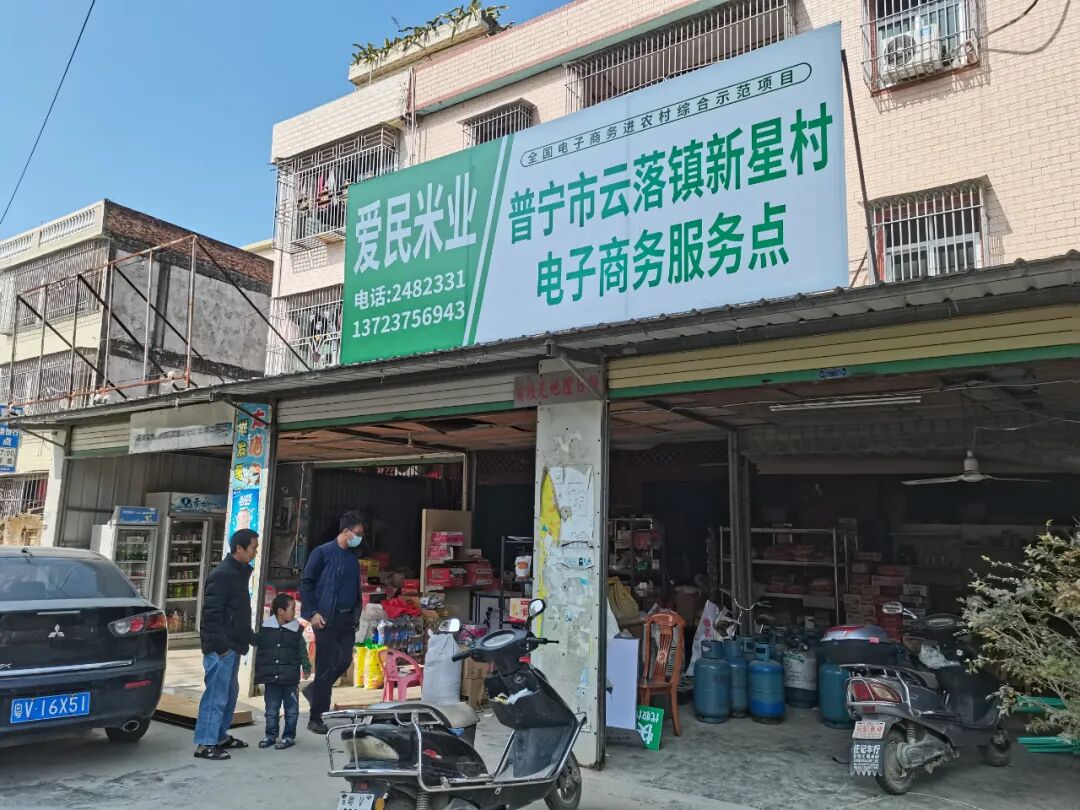 全国电子商务进农村综合示范项目
爱民米业
电话:2482331
13723756943
普宁市云落镇新星村
电子商务服务点
粤V·16X51